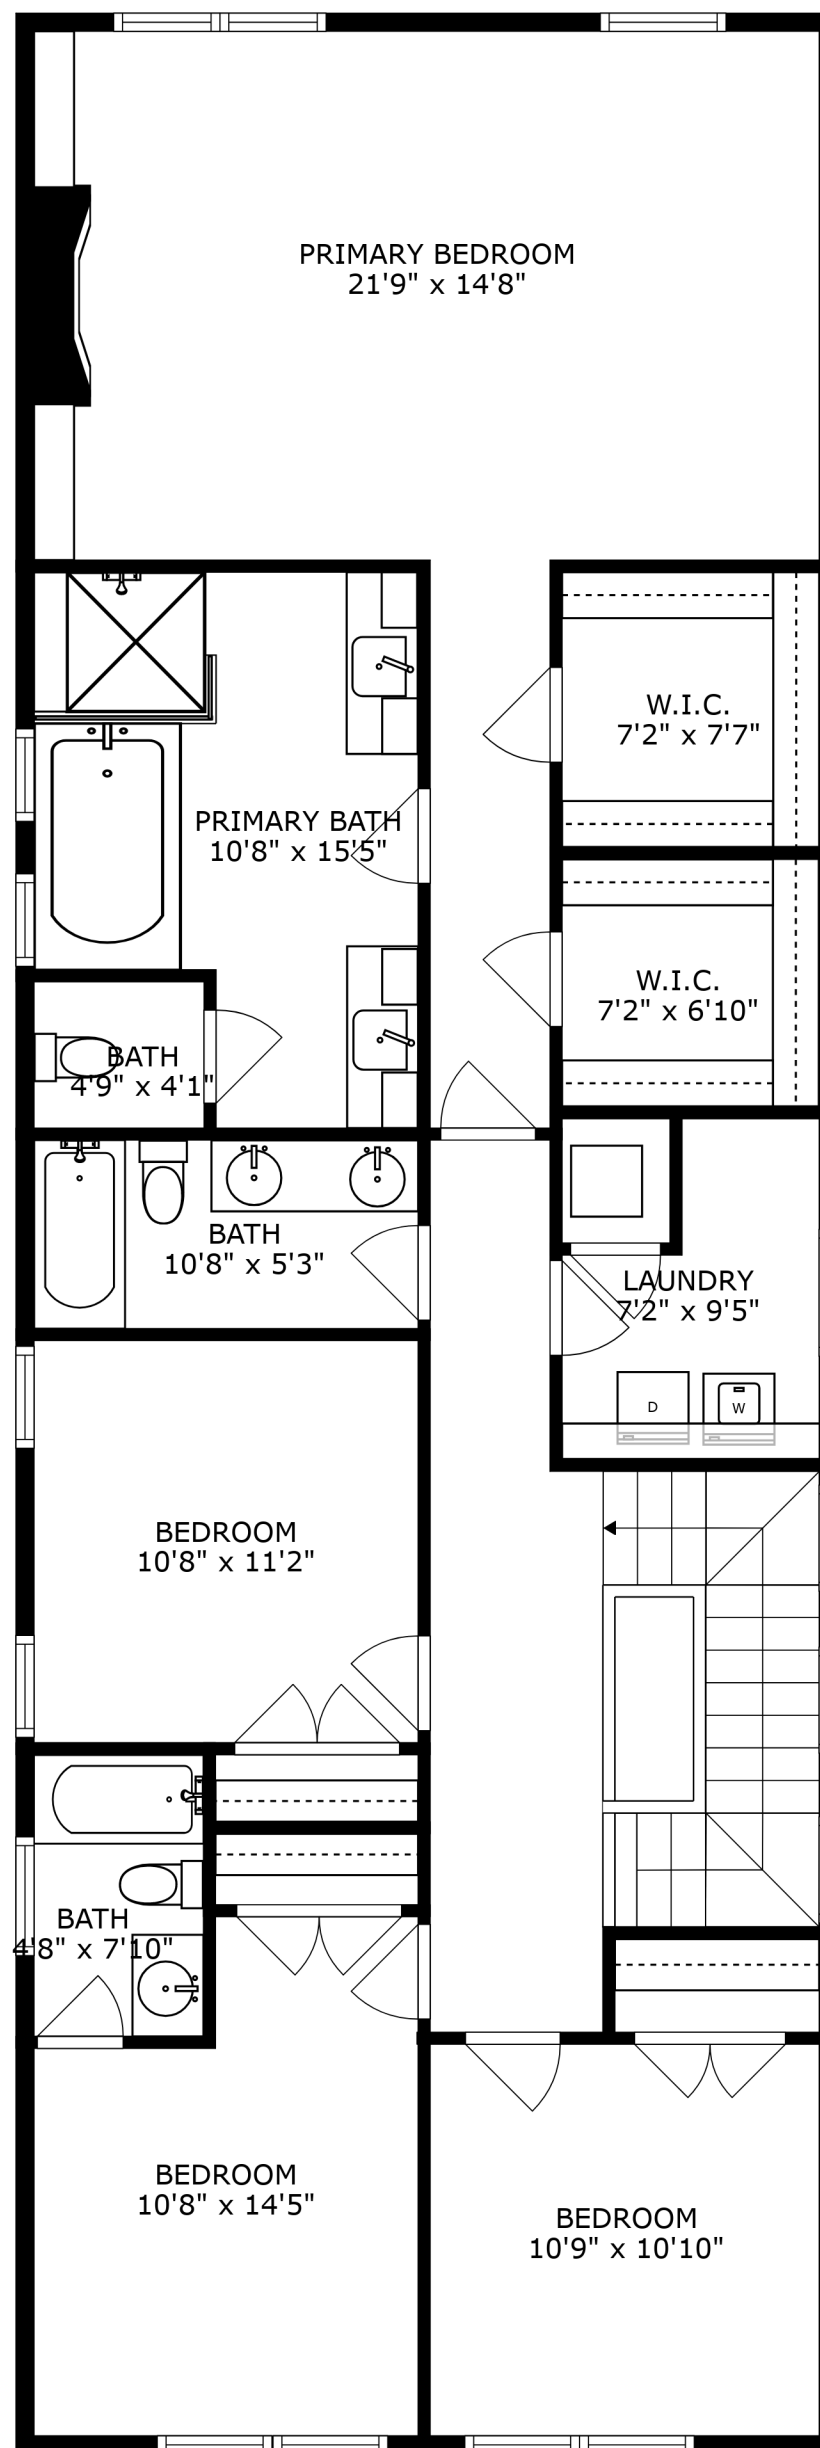 PRIMARY BEDROOM
21'9" x 14'8"
W.I.C.
7'2" x 7'7"
PRIMARY BATH
10'8" x 15'5"
W.I.C.
7'2" x 6'10"
BATH
4'9" x 4'1"
BATH
10'8" x 5'3"
LAUNDRY
7'2" x 9'5"
D
W
BEDROOM
10'8" x 11'2"
BATH
4'8" x 7'10"
BEDROOM
10'8" x 14'5"
BEDROOM
10'9" x 10'10"